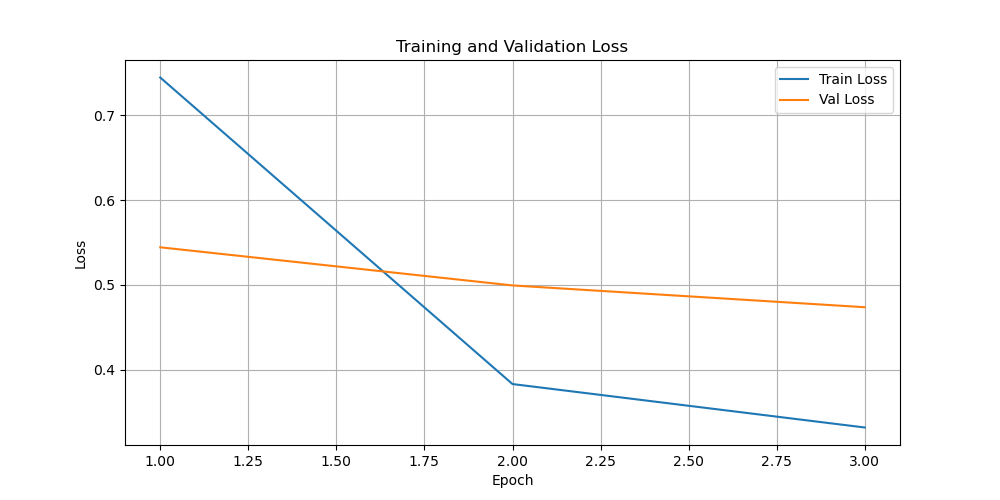 Training and Validation Loss
Train Loss
Val Loss
0.7
0.6
0.5
0.4
Loss
1.00 1.25 1.50 1.75 2.00 2.25 2.50 2.75 3.00
Epoch